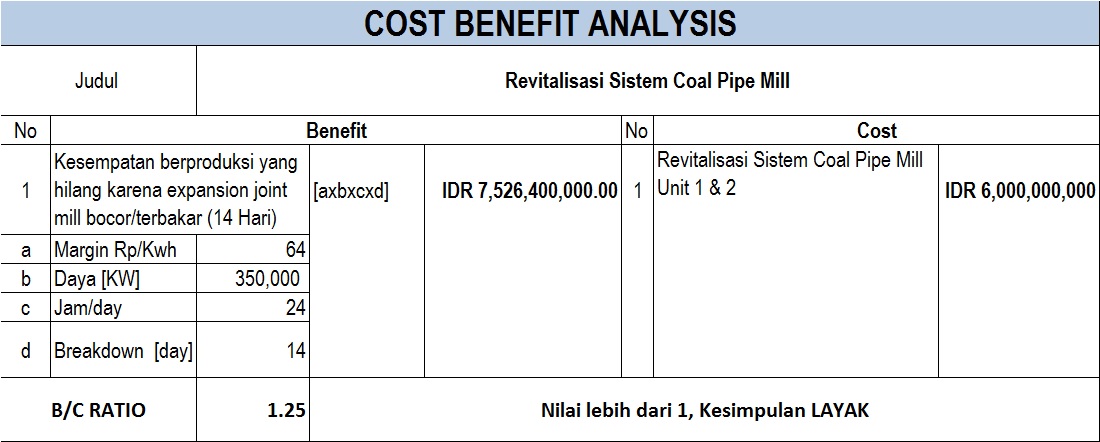 COST BENEFIT ANALYSIS
Judul
Revitalisasi Sistem Coal Pipe Mill
No
Benefit
No
Cost
1
Kesempatan berproduksi yang
hilang karena expansion joint
mill bocor/terbakar (14 Hari)
[axbxcxd]
IDR 7,526,400,000.00
1
Revitalisasi Sistem Coal Pipe Mill
Unit 1 & 2
IDR 6,000,000,000
a
Margin Rp/Kwh
64
b
Daya [KW]
350,000
c
Jam/day
24
d
Breakdown [day]
14
B/C RATIO
1.25
Nilai lebih dari 1, Kesimpulan LAYAK